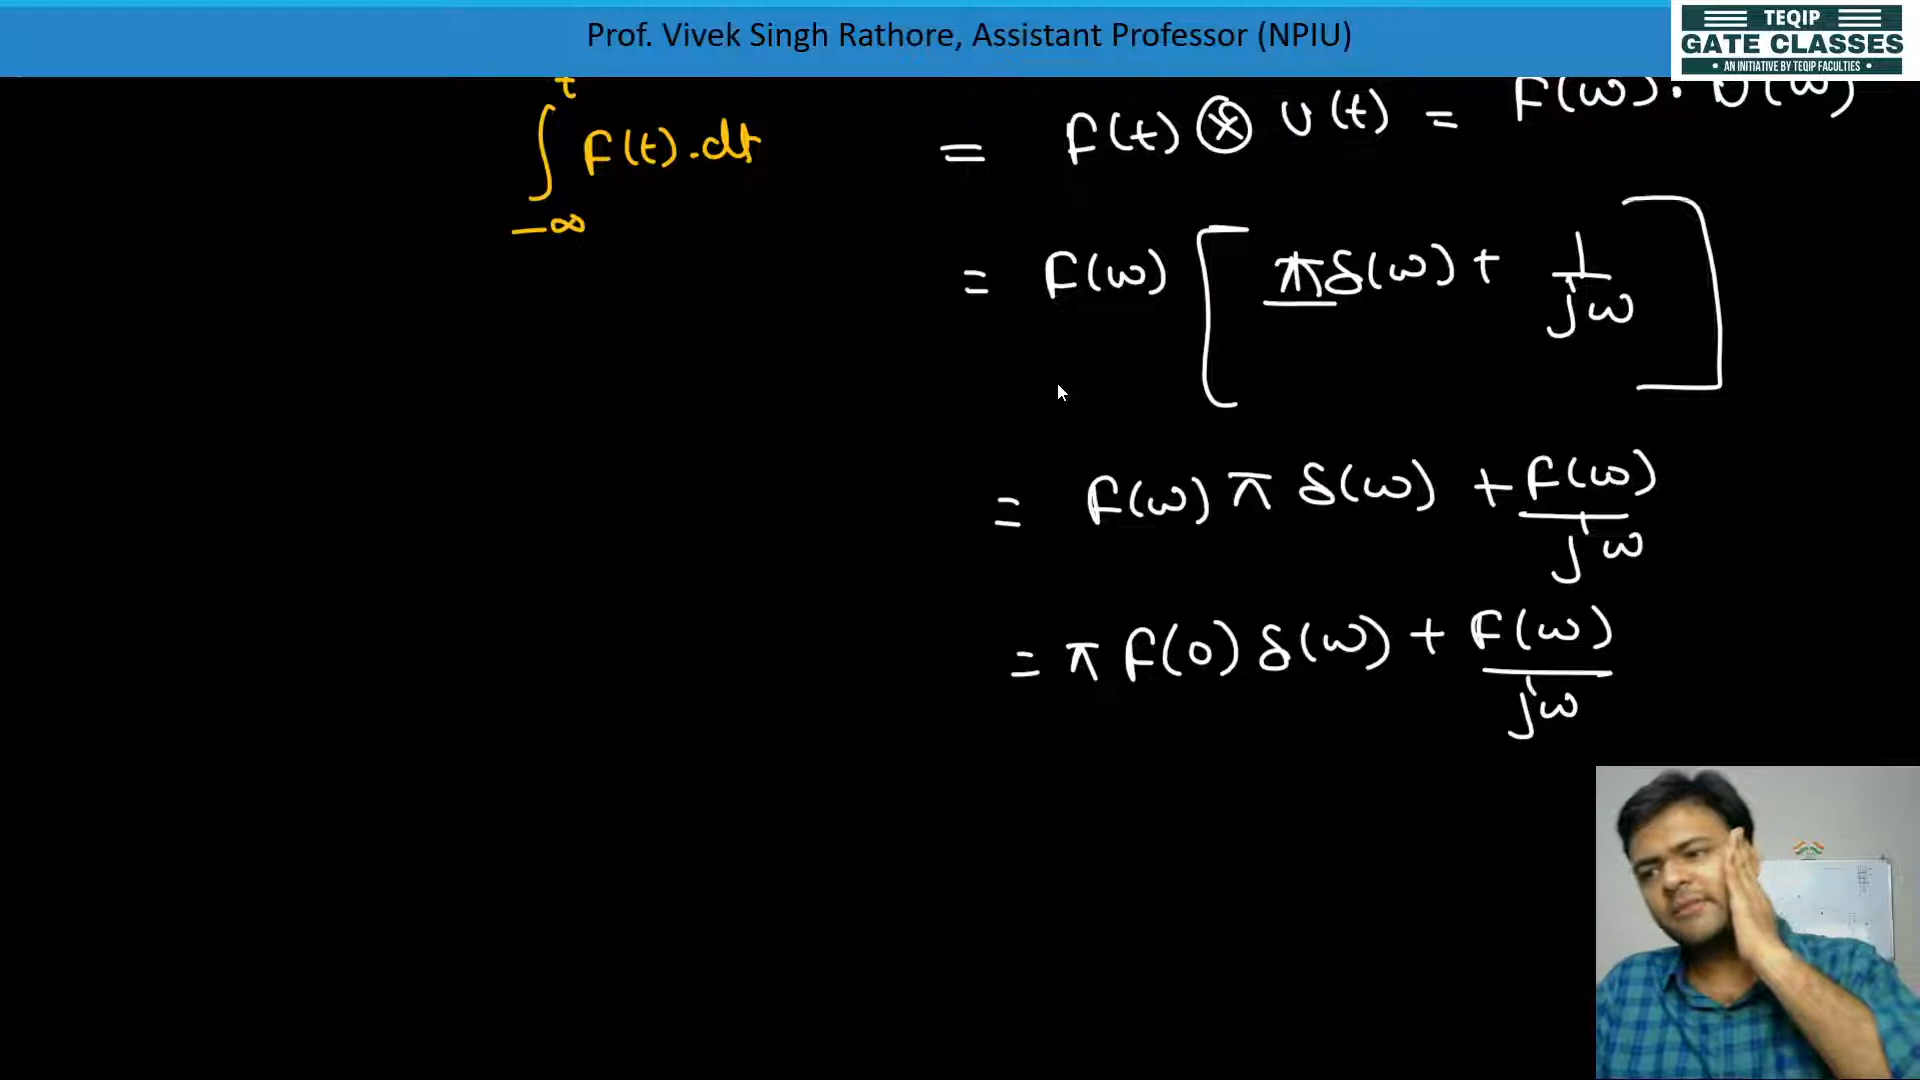 Prof. Vivek Singh Rathore, Assistant Professor (NPIU)
TEQIP
GATE CLASSES
• AN INITIATIVE BY TEQIP FACULTIES •
∫_{-∞}^{t} F(t).dt = F(t) ⊛ U(t) = F(ω). U(ω)
= F(ω) [ πδ(ω) + 1/jω ]
= F(ω) π δ(ω) + F(ω)/jω
= π F(0) δ(ω) + F(ω)/jω